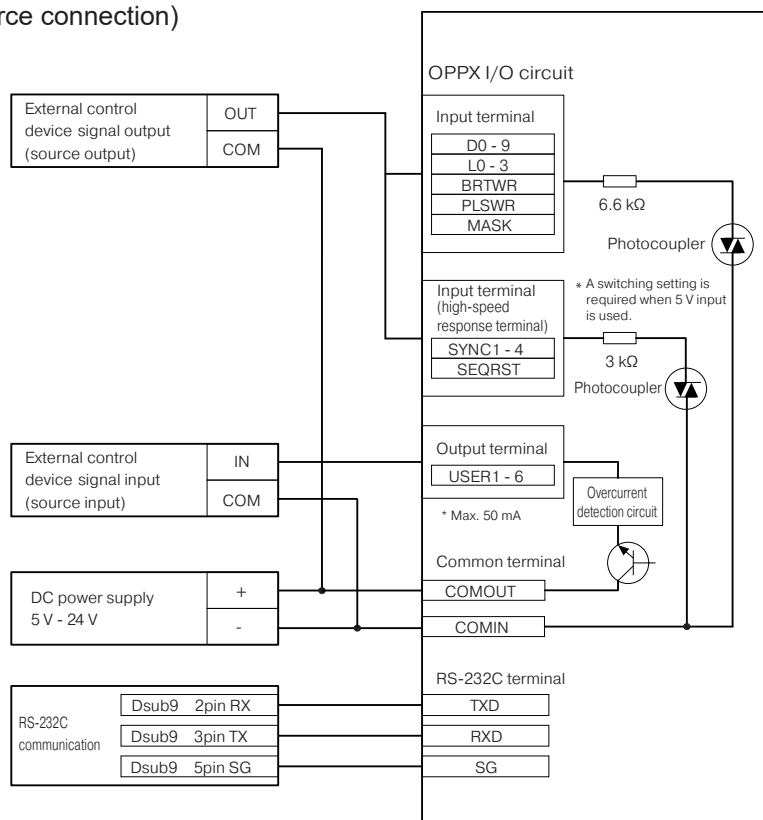 rce connection)
OPPX I/O circuit
External control
device signal output
(source output)
OUT
COM
Input terminal
D0 - 9
L0 - 3
BRTWR
PLSWR
MASK
6.6 kΩ
Photocoupler
Input terminal
(high-speed
response terminal)
SYNC1 - 4
SEQRST
* A switching setting is
required when 5 V input
is used.
3 kΩ
Photocoupler
External control
device signal input
(source input)
IN
COM
Output terminal
USER1 - 6
* Max. 50 mA
Overcurrent
detection circuit
Common terminal
COMOUT
COMIN
DC power supply
5 V - 24 V
+
-
RS-232C terminal
RS-232C
communication
Dsub9 2pin RX
TXD
Dsub9 3pin TX
RXD
Dsub9 5pin SG
SG